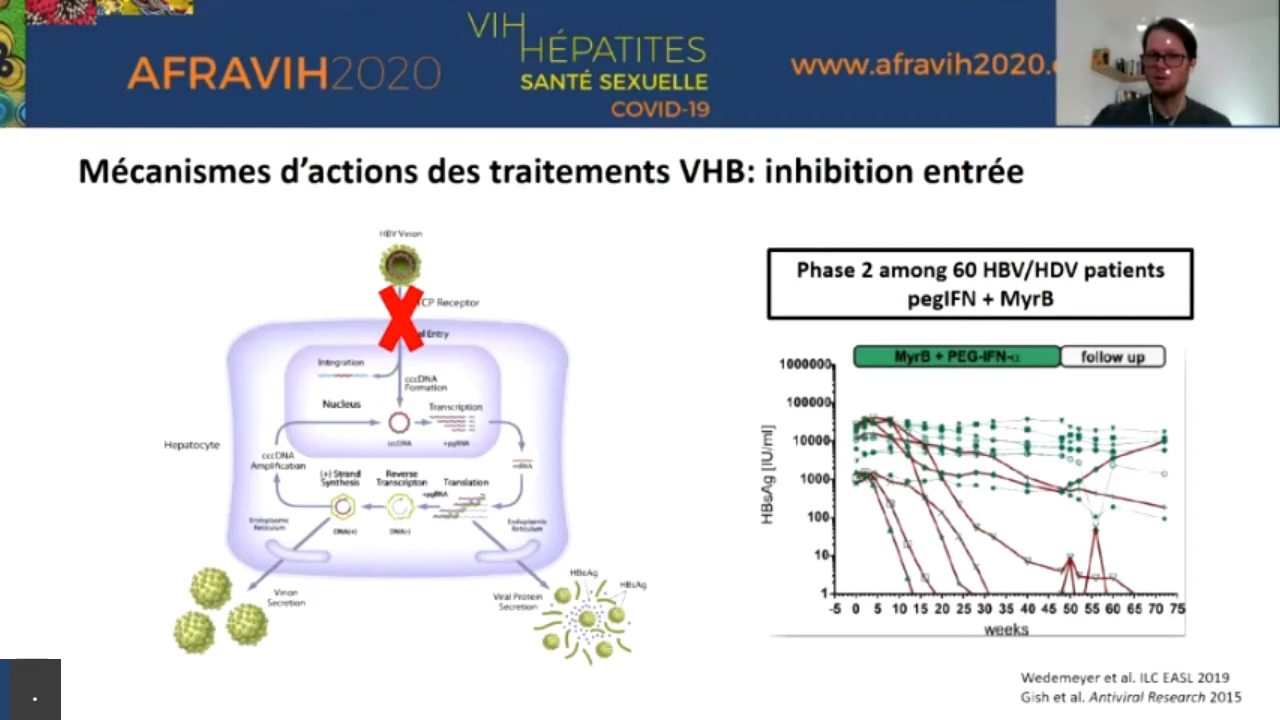 AFRAVIH2020
VIH
HÉPATITES
SANTÉ SEXUELLE
COVID-19
www.afravih2020.
Mécanismes d’actions des traitements VHB: inhibition entrée
HBV Virion
CP Receptor
Entry
Integration
cccDNA
Formation
Nucleus
Transcription
cccDNA
+pgRNA
Hepatocyte
cccDNA
Amplification
mRNA
(+) Strand
Synthesis
Reverse
Transcripton
Translation
+pgRNA
Endoplasmic
Reticulum
DNA(+)
DNA(-)
Endoplasmic
Reticulum
Virion
Secretion
Viral Protein
Secretion
HBsAg
HBsAg
Phase 2 among 60 HBV/HDV patients
pegIFN + MyrB
MyrB + PEG-IFN-α
follow up
HBsAg [IU/ml]
1000000
100000
10000
1000
100
10
1
-5 0 5 10 15 20 25 30 35 40 45 50 55 60 65 70 75
weeks
Wedemeyer et al. ILC EASL 2019
Gish et al. Antiviral Research 2015